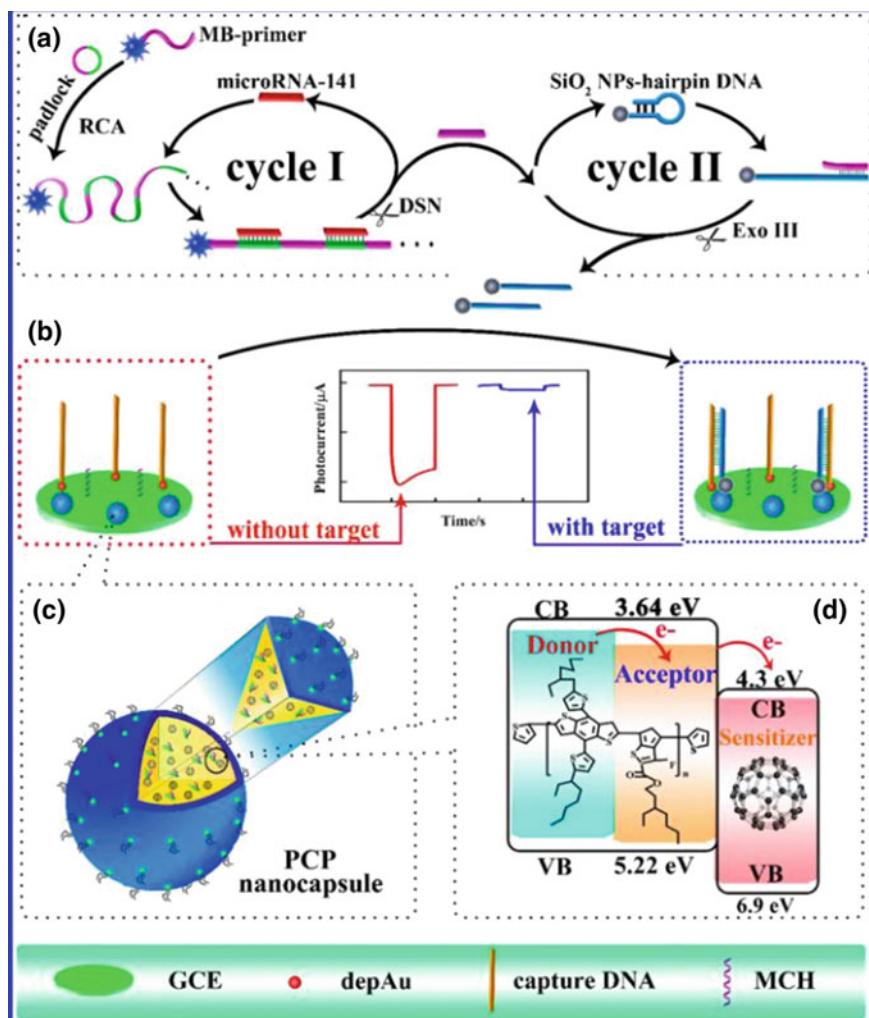 (a)
MB-primer
padlock
RCA
microRNA-141
cycle I
DSN
SiO₂ NPs-hairpin DNA
cycle II
Exo III
(b)
Photocurrent/μA
Time/s
without target
with target
(c)
PCP
nanocapsule
(d)
CB
3.64 eV
Donor
e-
Acceptor
e-
4.3 eV
CB
Sensitizer
S
S
S
S
S
S
S
F
n
O
O
VB
5.22 eV
VB
6.9 eV
GCE
depAu
capture DNA
MCH